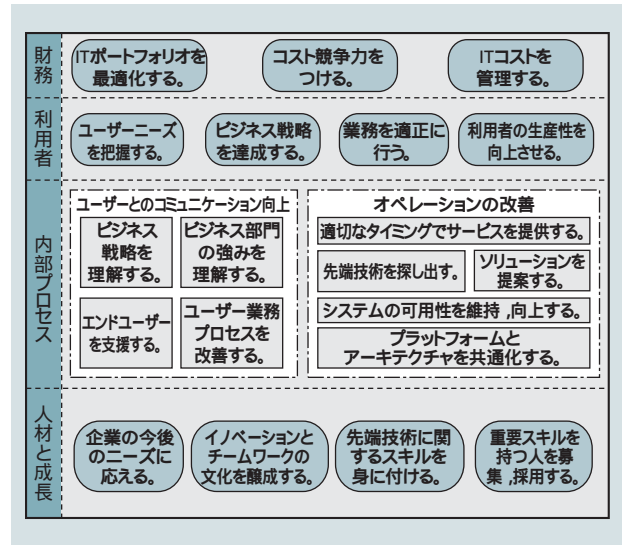 財務
ITポートフォリオを
最適化する。
コスト競争力を
つける。
ITコストを
管理する。
利用者
ユーザーニーズ
を把握する。
ビジネス戦略
を達成する。
業務を適正に
行う。
利用者の生産性を
向上させる。
内部プロセス
ユーザーとのコミュニケーション向上
ビジネス
戦略を
理解する。
ビジネス部門
の強みを
理解する。
エンドユーザー
を支援する。
ユーザー業務
プロセスを
改善する。
オペレーションの改善
適切なタイミングでサービスを提供する。
先端技術を探し出す。
ソリューションを
提案する。
システムの可用性を維持,向上する。
プラットフォームと
アーキテクチャを共通化する。
人材と成長
企業の今後
のニーズに
応える。
イノベーションと
チームワークの
文化を醸成する。
先端技術に関
するスキルを
身に付ける。
重要スキルを
持つ人を募
集,採用する。